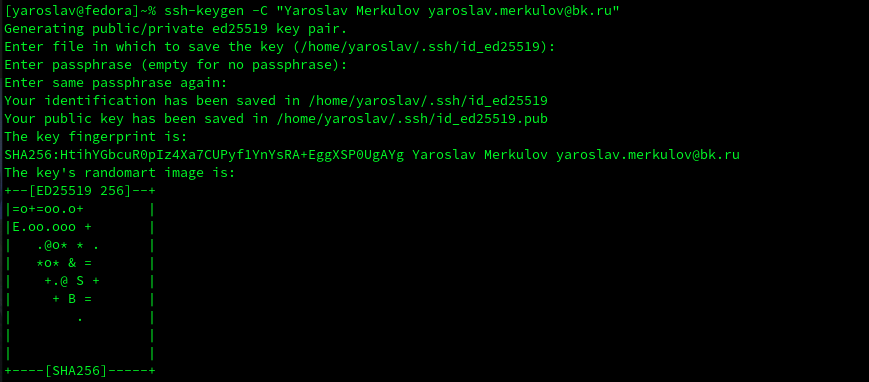 [yaroslav@fedora]~% ssh-keygen -C "Yaroslav Merkulov yaroslav.merkulov@bk.ru"
Generating public/private ed25519 key pair.
Enter file in which to save the key (/home/yaroslav/.ssh/id_ed25519):
Enter passphrase (empty for no passphrase):
Enter same passphrase again:
Your identification has been saved in /home/yaroslav/.ssh/id_ed25519
Your public key has been saved in /home/yaroslav/.ssh/id_ed25519.pub
The key fingerprint is:
SHA256:HtihYGbcuR0pIz4Xa7CUPyf1YnYsRA+EggXSP0UgAYg Yaroslav Merkulov yaroslav.merkulov@bk.ru
The key's randomart image is:
+--[ED25519 256]--+
|=o+=oo.o+        |
|E.oo.ooo +       |
|   .@o* * .      |
|   *o* & =       |
|    +.@ S +      |
|     + B =       |
|        .        |
|                 |
|                 |
+----[SHA256]-----+